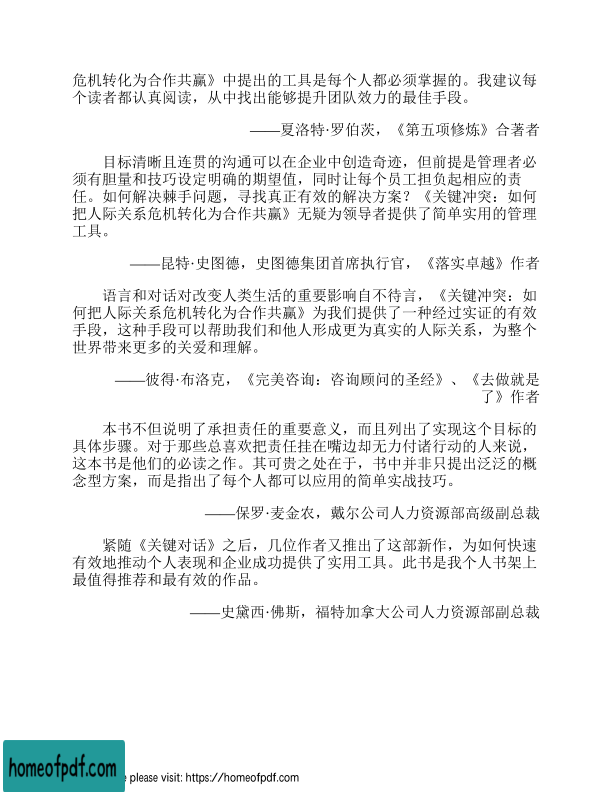 危机转化为合作共赢》中提出的工具是每个人都必须掌握的。我建议每
个读者都认真阅读，从中找出能够提升团队效力的最佳手段。
——夏洛特·罗伯茨，《第五项修炼》合著者
目标清晰且连贯的沟通可以在企业中创造奇迹，但前提是管理者必
须有胆量和技巧设定明确的期望值，同时让每个员工担负起相应的责
任。如何解决棘手问题，寻找真正有效的解决方案？《关键冲突：如何
把人际关系危机转化为合作共赢》无疑为领导者提供了简单实用的管理
工具。
——昆特·史图德，史图德集团首席执行官，《落实卓越》作者
语言和对话对改变人类生活的重要影响自不待言，《关键冲突：如
何把人际关系危机转化为合作共赢》为我们提供了一种经过实证的有效
手段，这种手段可以帮助我们和他人形成更为真实的人际关系，为整个
世界带来更多的关爱和理解。
——彼得·布洛克，《完美咨询：咨询顾问的圣经》、《去做就是
了》作者
本书不但说明了承担责任的重要意义，而且列出了实现这个目标的
具体步骤。对于那些总喜欢把责任挂在嘴边却无力付诸行动的人来说，
这本书是他们的必读之作。其可贵之处在于，书中并非只提出泛泛的概
念型方案，而是指出了每个人都可以应用的简单实战技巧。
——保罗·麦金农，戴尔公司人力资源部高级副总裁
紧随《关键对话》之后，几位作者又推出了这部新作，为如何快速
有效地推动个人表现和企业成功提供了实用工具。此书是我个人书架上
最值得推荐和最有效的作品。
——史黛西·佛斯，福特加拿大公司人力资源部副总裁
homeofpdf.com
e please visit: https://homeofpdf.com